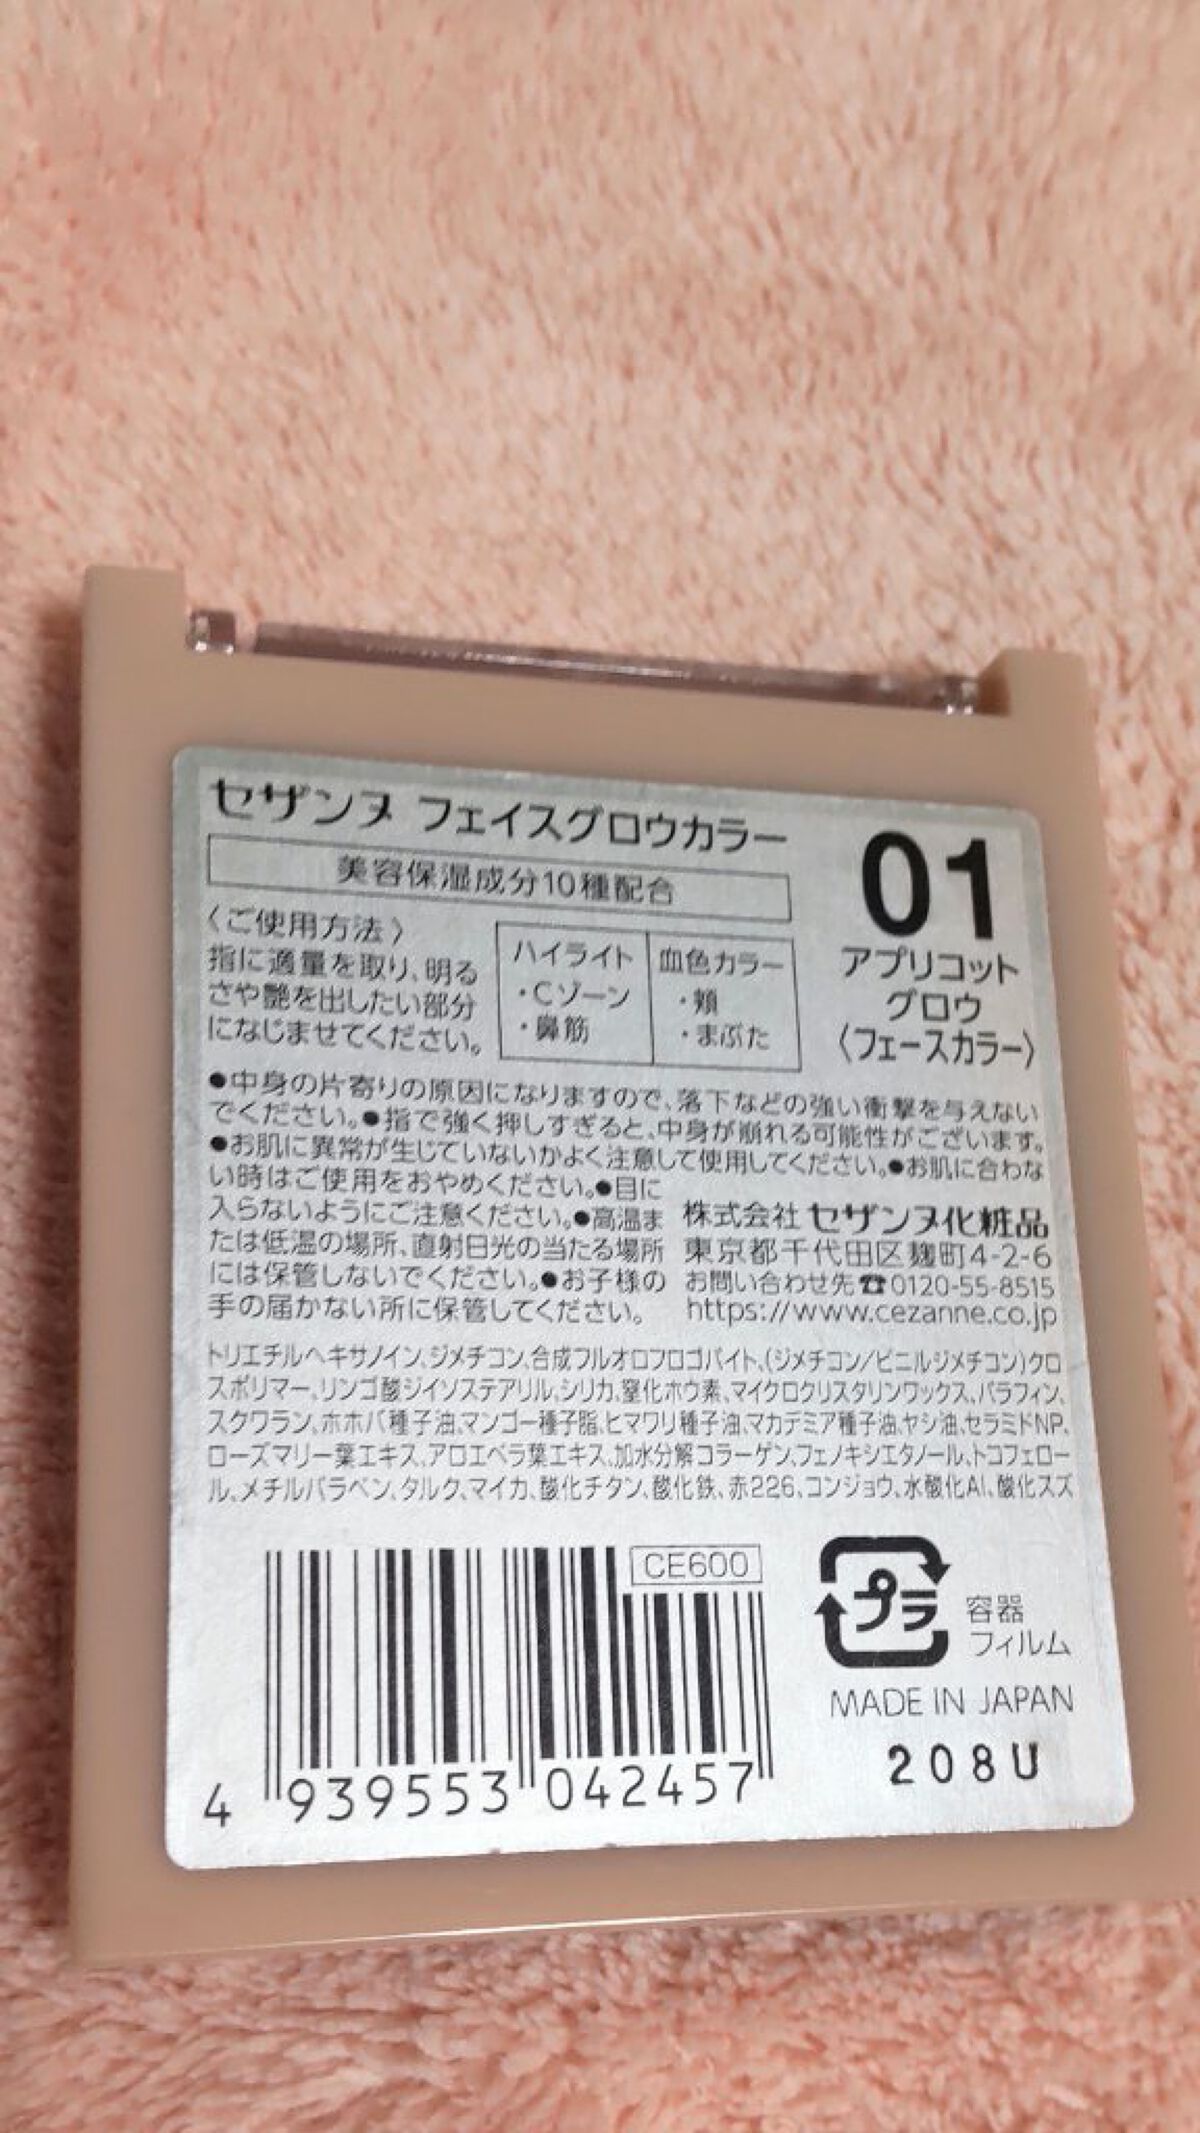 セザンヌ フェイスグロウカラー
美容保湿成分10種配合
01
アプリコット
グロウ
〈フェースカラー〉
〈ご使用方法〉
指に適量を取り、明る
さや艶を出したい部分
になじませてください。
ハイライト
・Cゾーン
・鼻筋
血色カラー
・頬
・まぶた
●中身の片寄りの原因になりますので、落下などの強い衝撃を与えない
でください。●指で強く押しすぎると、中身が崩れる可能性がございます。
●お肌に異常が生じていないかよく注意して使用してください。●お肌に合わな
い時はご使用をおやめください。●目に
入らないようにご注意ください。●高温ま
たは低温の場所、直射日光の当たる場所
には保管しないでください。●お子様の
手の届かない所に保管してください。
株式会社 セザンヌ化粧品
東京都千代田区麹町4-2-6
お問い合わせ先☎0120-55-8515
https://www.cezanne.co.jp
トリエチルヘキサノイン、ジメチコン、合成フルオロフロゴパイト、(ジメチコン/ビニルジメチコン)クロ
スポリマー、リンゴ酸ジイソステアリル、シリカ、窒化ホウ素、マイクロクリスタリンワックス、パラフィン、
スクワラン、ホホバ種子油、マンゴー種子脂、ヒマワリ種子油、マカデミア種子油、ヤシ油、セラミドNP、
ローズマリー葉エキス、アロエベラ葉エキス、加水分解コラーゲン、フェノキシエタノール、トコフェロー
ル、メチルパラベン、タルク、マイカ、酸化チタン、酸化鉄、赤226、コンジョウ、水酸化Al、酸化スズ
CE600
4 939553 042457
プラ
容器
フィルム
MADE IN JAPAN
208U